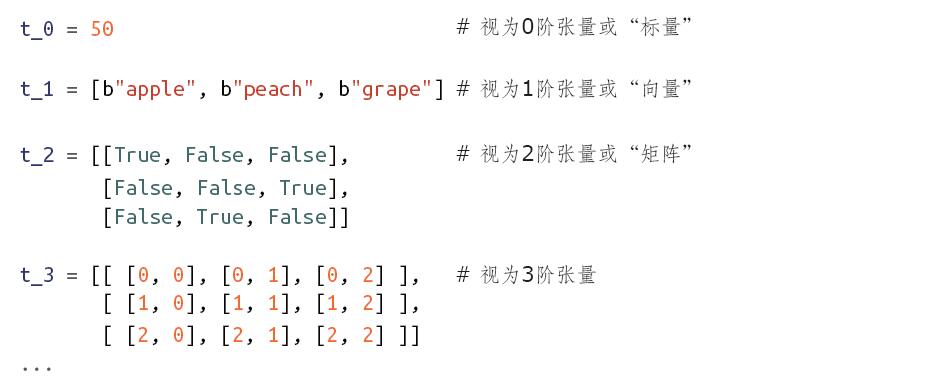 t_0 = 50 # 视为0阶张量或“标量”
t_1 = [b"apple", b"peach", b"grape"] # 视为1阶张量或“向量”
t_2 = [[True, False, False], # 视为2阶张量或“矩阵”
[False, False, True],
[False, True, False]]
t_3 = [[ [0, 0], [0, 1], [0, 2] ], # 视为3阶张量
[ [1, 0], [1, 1], [1, 2] ],
[ [2, 0], [2, 1], [2, 2] ]]
...